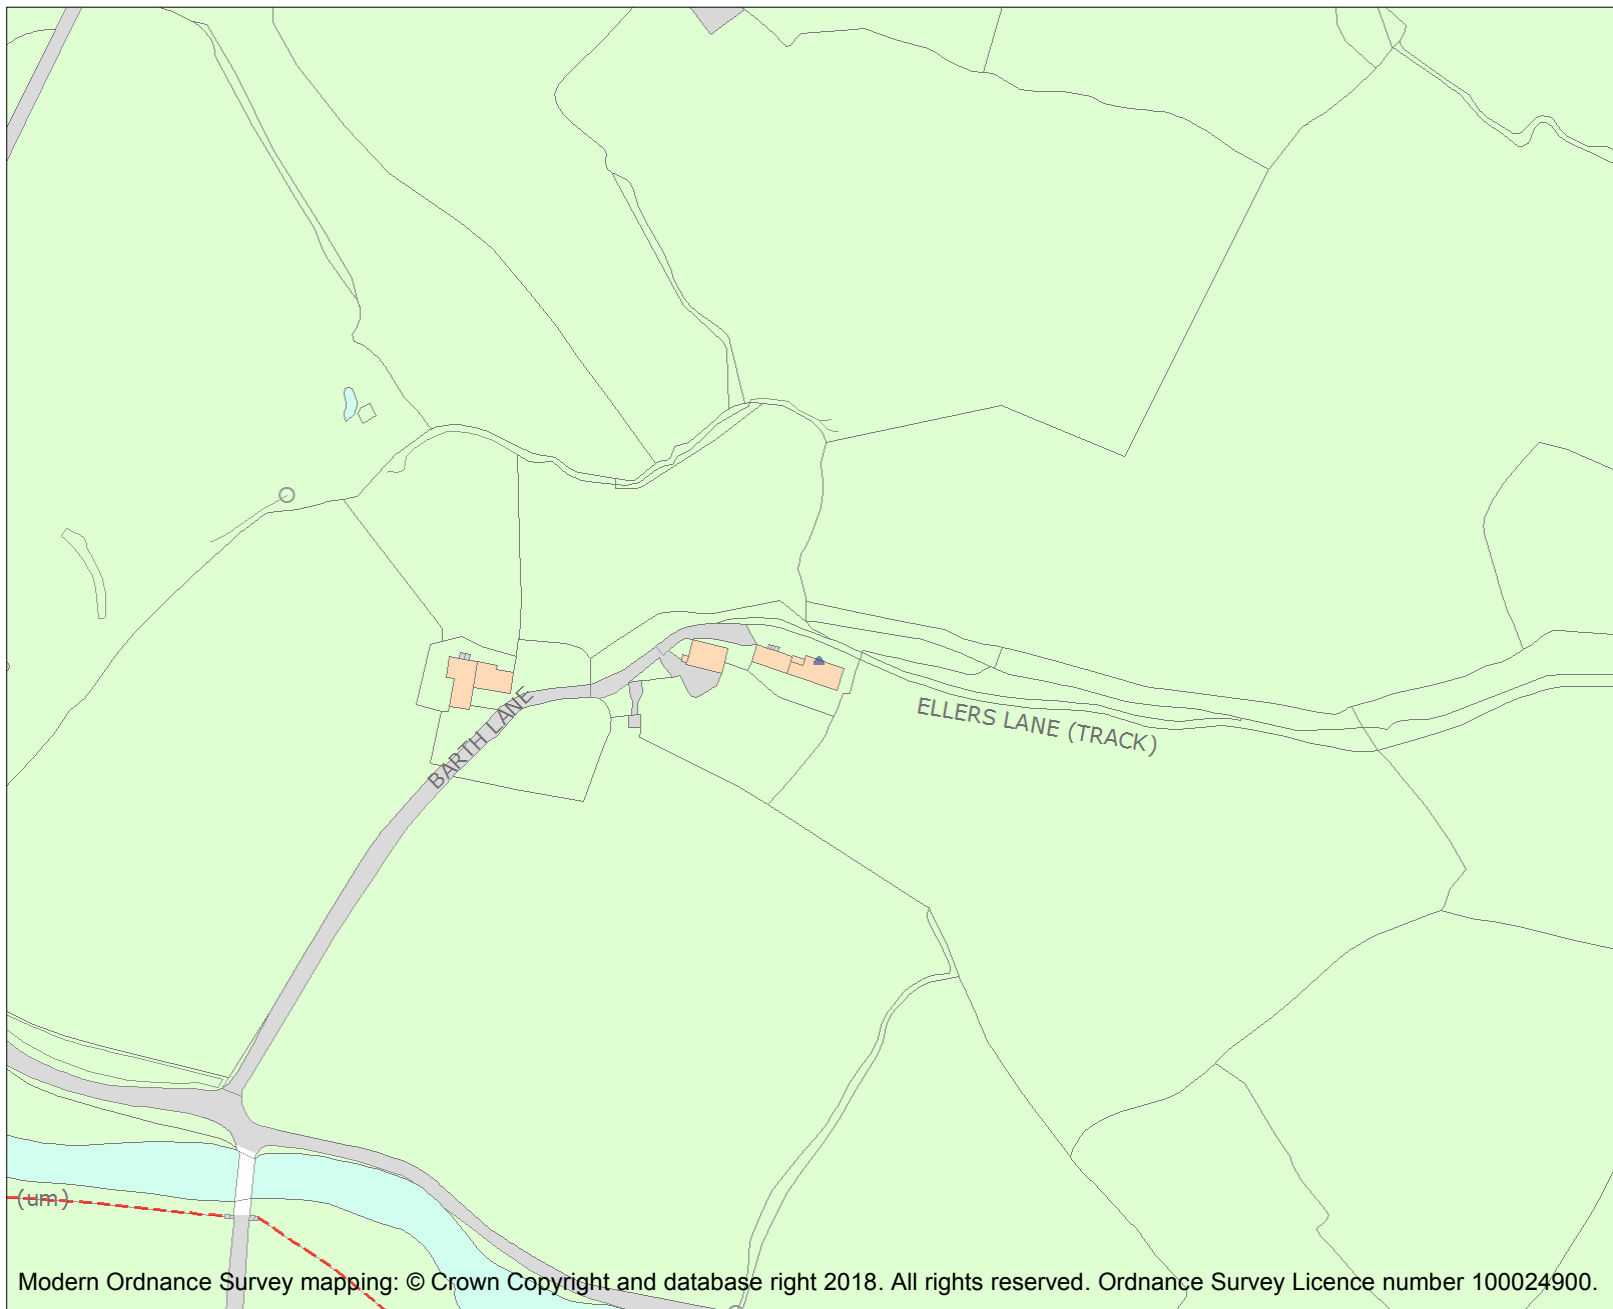 ELLERS LANE (TRACK)
BARTH LANE
(um)
Modern Ordnance Survey mapping: © Crown Copyright and database right 2018. All rights reserved. Ordnance Survey Licence number 100024900.